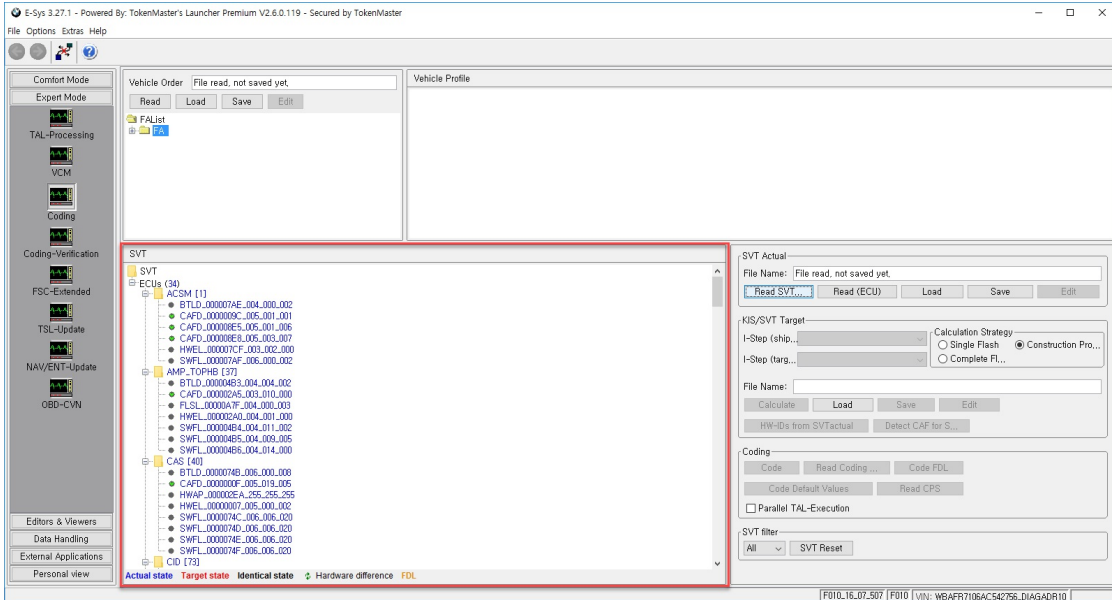 E-Sys 3.27.1 - Powered By: TokenMaster's Launcher Premium V2.6.0.119 - Secured by TokenMaster
File Options Extras Help
Comfort Mode
Expert Mode
TAL-Processing
VCM
Coding
Coding-Verification
FSC-Extended
TSL-Update
NAV/ENT-Update
OBD-CVN
Editors & Viewers
Data Handling
External Applications
Personal view
Vehicle Order File read, not saved yet,
Read Load Save Edit
FAList
FA
Vehicle Profile
SVT
SVT
ECUs (34)
ACSM [1]
BTLD_000007AE_004_000_002
CAFD_0000009C_005_001_001
CAFD_000008E5_005_001_006
CAFD_000008E8_005_003_007
HWEL_000007CF_003_002_000
SWFL_000007AF_006_000_002
AMP_TOPHB [37]
BTLD_000004B3_004_004_002
CAFD_000002A5_003_010_000
FLSL_00000A7F_004_000_003
HWEL_000002A0_004_001_000
SWFL_000004B4_004_011_002
SWFL_000004B5_004_009_005
SWFL_000004B6_004_014_000
CAS [40]
BTLD_0000074B_006_000_008
CAFD_0000000F_005_019_005
HWAP_000002EA_255_255_255
HWEL_00000007_005_000_002
SWFL_0000074C_006_006_020
SWFL_0000074D_006_006_020
SWFL_0000074E_006_006_020
SWFL_0000074F_006_006_020
CID [73]
Actual state Target state Identical state Hardware difference FDL
SVT Actual
File Name: File read, not saved yet,
Read SVT... Read (ECU) Load Save Edit
KIS/SVT Target
I-Step (ship...
Calculation Strategy
Single Flash Construction Pro...
I-Step (targ...
Complete Fl...
File Name:
Calculate Load Save Edit
HW-IDs from SVTactual Detect CAF for S...
Coding
Code Read Coding ... Code FDL
Code Default Values Read CPS
Parallel TAL-Execution
SVT filter
All SVT Reset
F010_16_07_507 F010 VIN: WBAFR7106AC542756_DIAGADR10